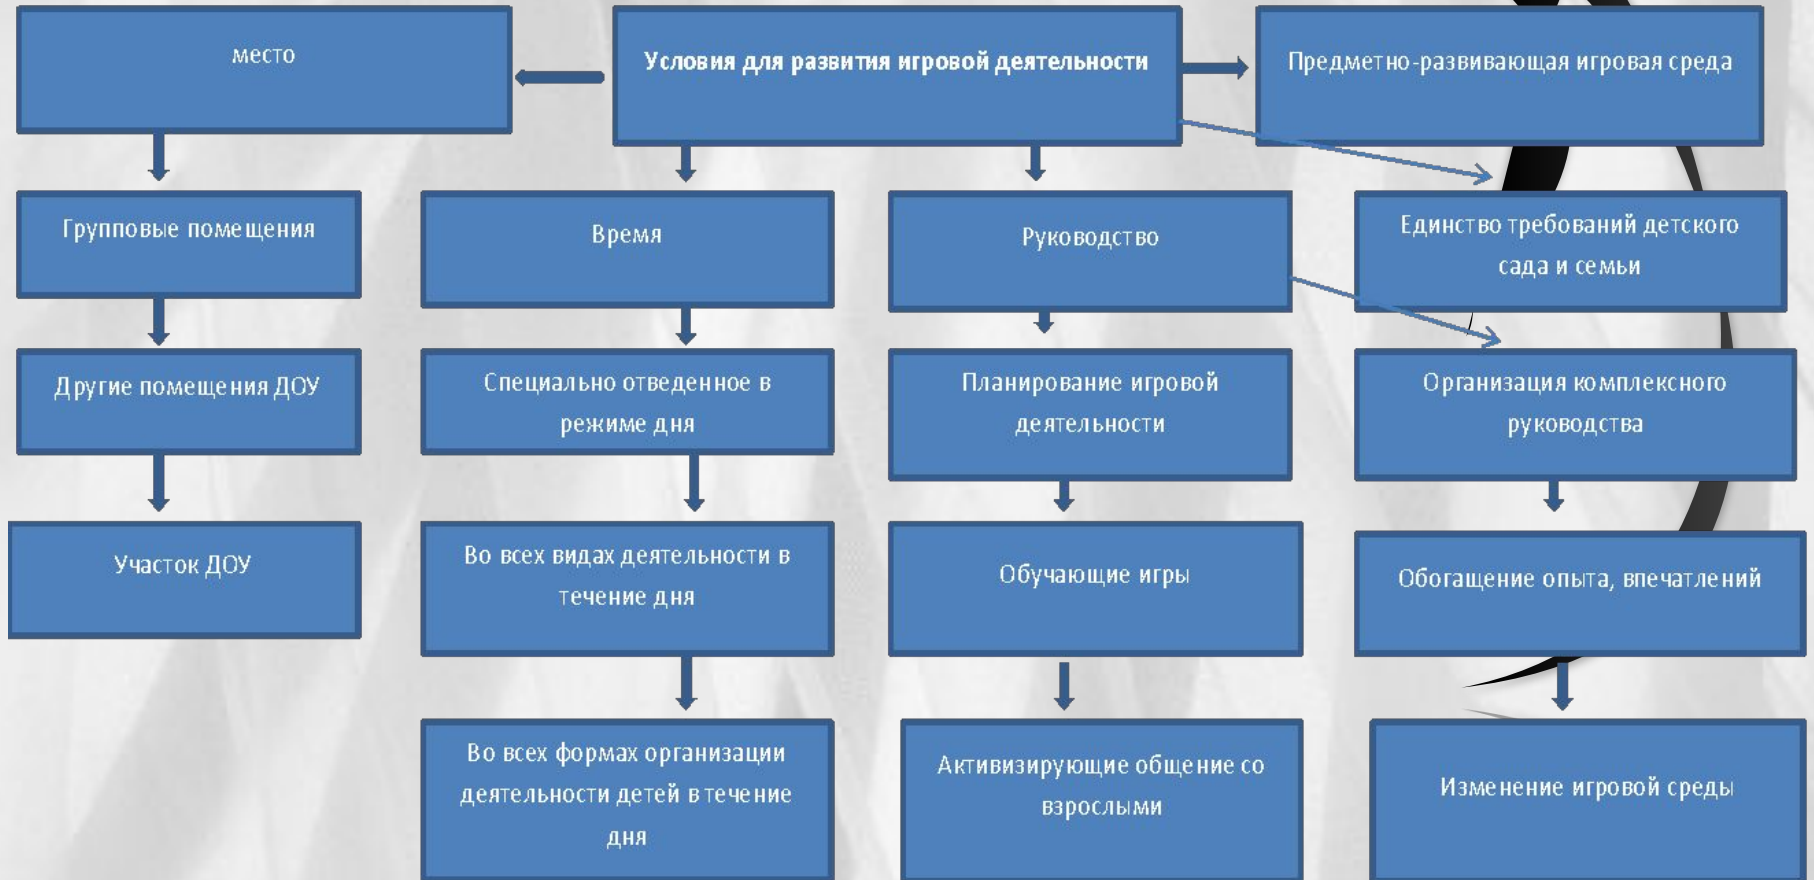 место
Условия для развития игровой деятельности
Предметно-развивающая игровая среда
Групповые помещения
Время
Руководство
Единство требований детского
сада и семьи
Другие помещения ДОУ
Специально отведенное в
режиме дня
Планирование игровой
деятельности
Организация комплексного
руководства
Участок ДОУ
Во всех видах деятельности в
течение дня
Обучающие игры
Обогащение опыта, впечатлений
Во всех формах организации
деятельности детей в течение
дня
Активизирующие общение со
взрослыми
Изменение игровой среды